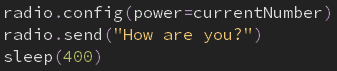 radio.config(power=currentNumber)
radio.send("How are you?")
sleep(400)